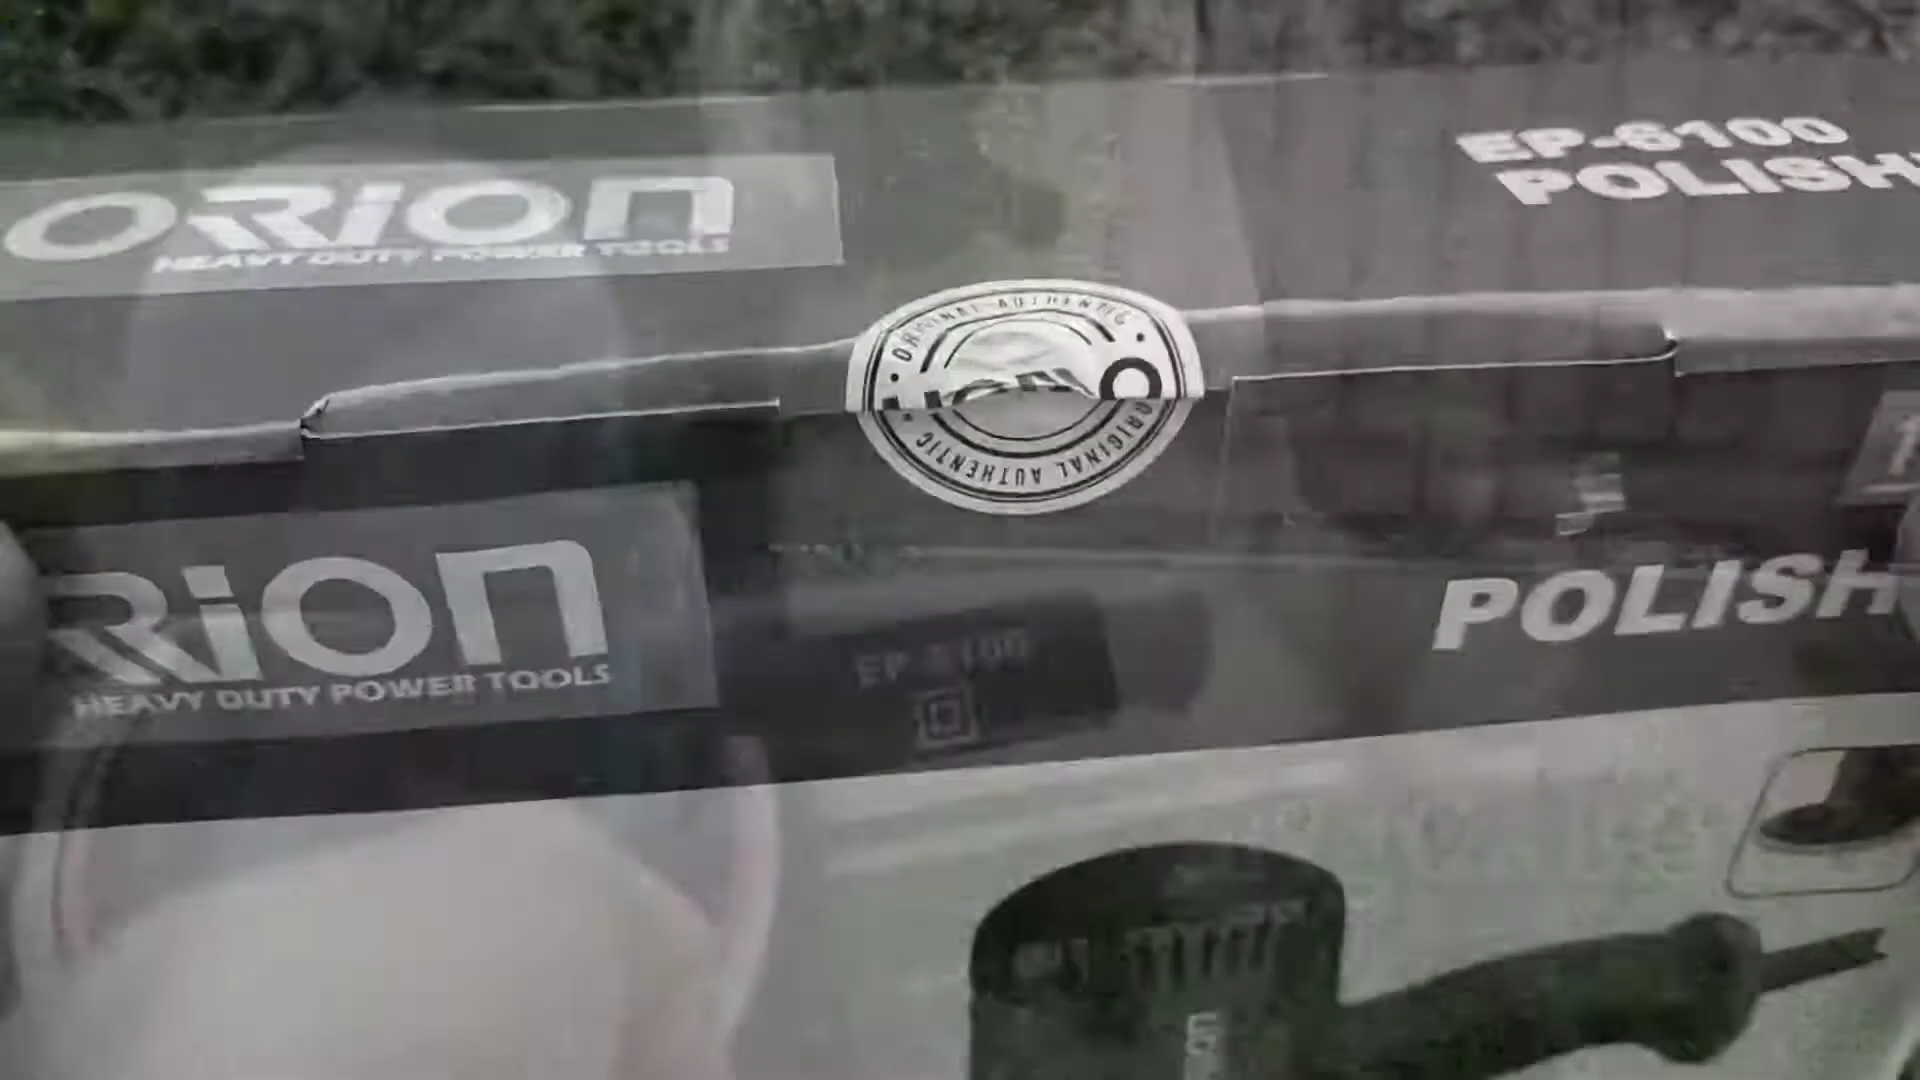 ORiOn
HEAVY DUTY POWER TOOLS
EP-6100
POLISH
ORIGINAL AUTHENTIC
ORIGINAL AUTHENTIC
RiOn
HEAVY DUTY POWER TOOLS
POLISH
EP-6100